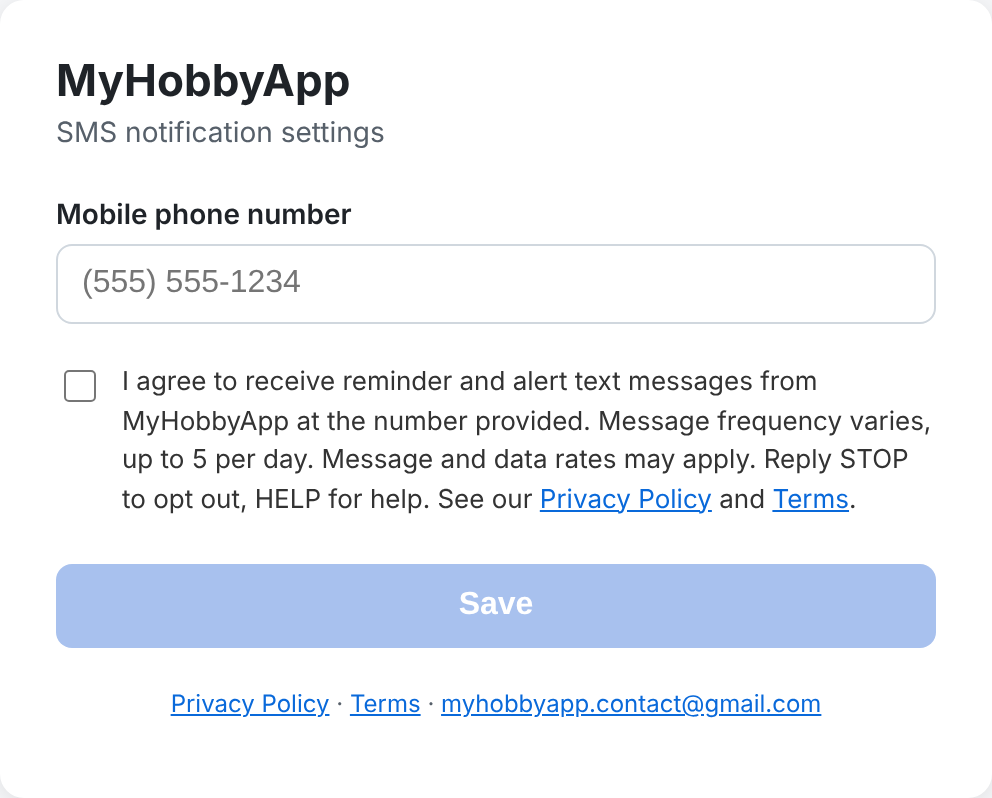 MyHobbyApp
SMS notification settings
Mobile phone number
(555) 555-1234
I agree to receive reminder and alert text messages from
MyHobbyApp at the number provided. Message frequency varies,
up to 5 per day. Message and data rates may apply. Reply STOP
to opt out, HELP for help. See our Privacy Policy and Terms.
Save
Privacy Policy · Terms · myhobbyapp.contact@gmail.com